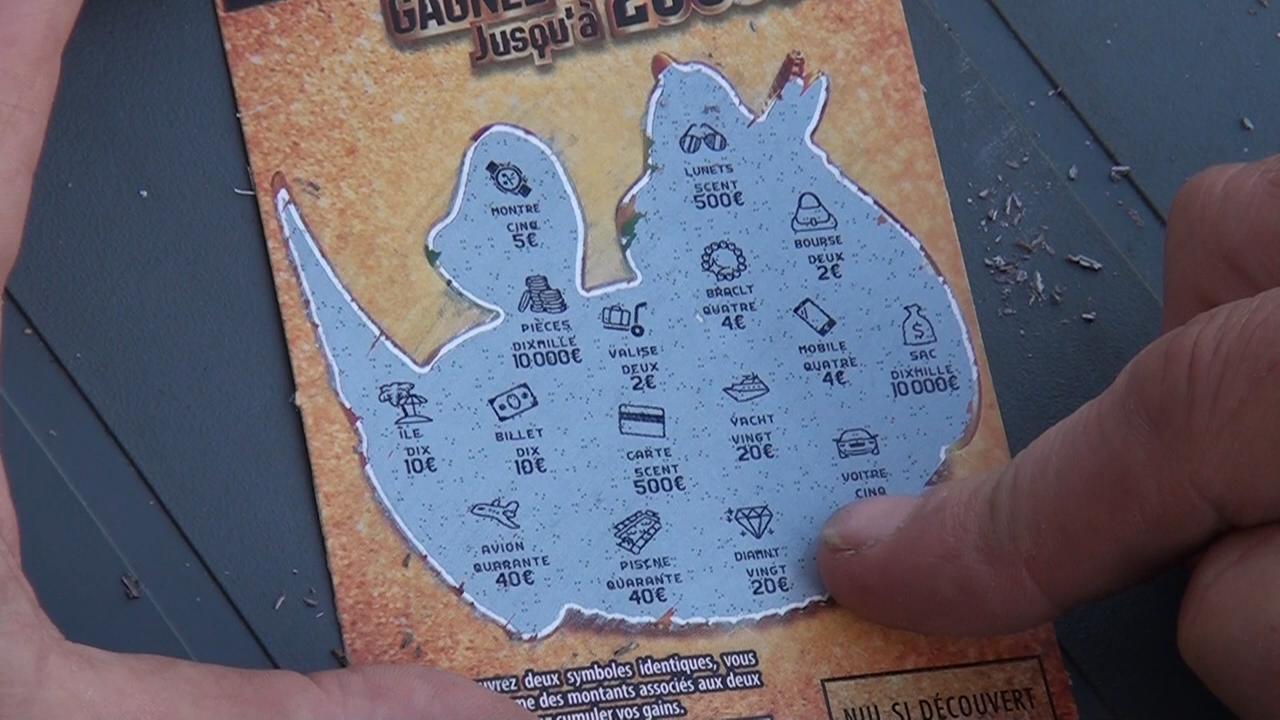 GAGNEZ
Jusqu'à
LUNETS
SCENT
500€
MONTRE
CINQ
5€
BOURSE
DEUX
2€
BRACLT
QUATRE
4€
PIÈCES
DIXMILLE
10 000€
VALISE
DEUX
2€
MOBILE
QUATRE
4€
SAC
DIXMILLE
10 000€
ÎLE
DIX
10€
BILLET
DIX
10€
CARTE
SCENT
500€
YACHT
VINGT
20€
VOITRE
CINQ
AVION
QUARANTE
40€
PISCNE
QUARANTE
40€
DIAMNT
VINGT
20€
deux symboles identiques, vous
des montants associés aux deux
cumuler vos gains.
NUL SI DÉCOUVERT